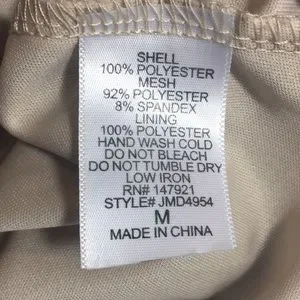 SHELL
100% POLYESTER
MESH
92% POLYESTER
8% SPANDEX
LINING
100% POLYESTER
HAND WASH COLD
DO NOT BLEACH
DO NOT TUMBLE DRY
LOW IRON
RN# 147921
STYLE# JMD4954
M
MADE IN CHINA